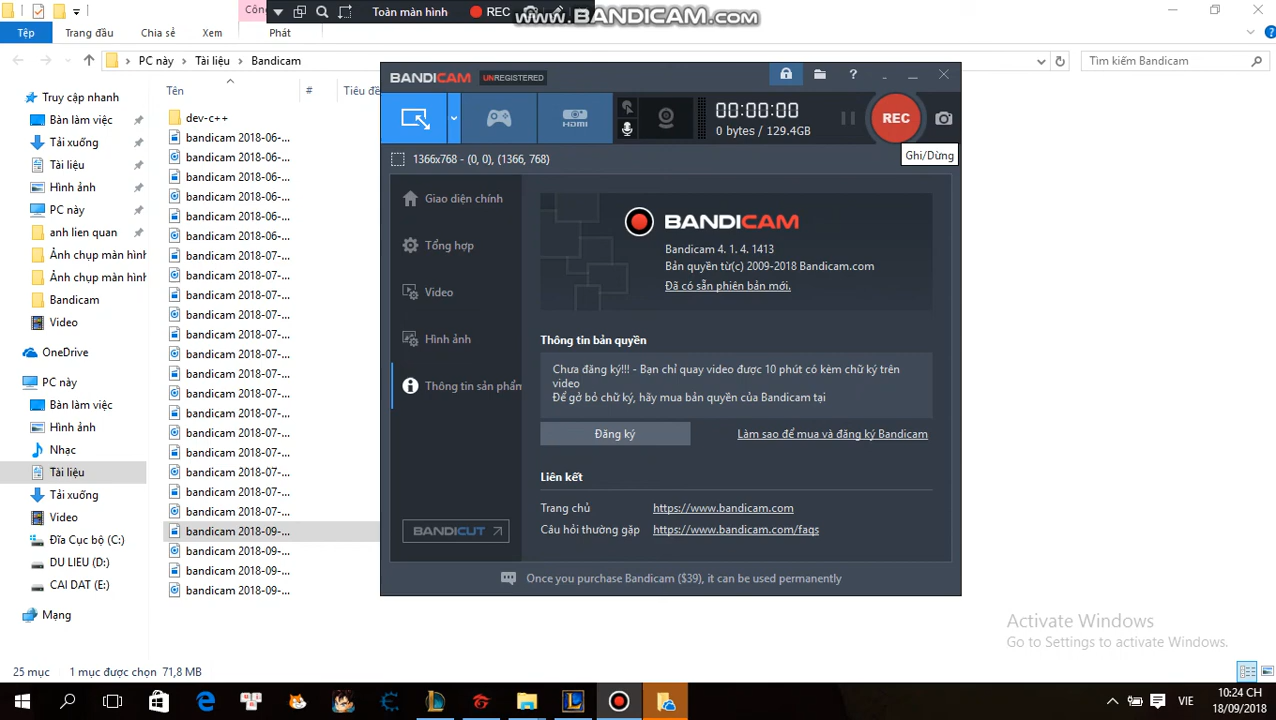 Toàn màn hình
REC
www.BANDICAM.com
Tệp
Trang đầu
Chia sẻ
Xem
Phát
PC này
Tài liệu
Bandicam
Tìm kiếm Bandicam
Truy cập nhanh
Bàn làm việc
Tải xuống
Tài liệu
Hình ảnh
PC này
anh lien quan
Ảnh chụp màn hình
Ảnh chụp màn hình
Bandicam
Video
OneDrive
PC này
Bàn làm việc
Hình ảnh
Nhạc
Tài liệu
Tải xuống
Video
Đĩa Cục bộ (C:)
DU LIEU (D:)
CAI DAT (E:)
Mạng
Tên
#
Tiêu đề
dev-c++
bandicam 2018-06-...
bandicam 2018-06-...
bandicam 2018-06-...
bandicam 2018-06-...
bandicam 2018-06-...
bandicam 2018-06-...
bandicam 2018-07-...
bandicam 2018-07-...
bandicam 2018-07-...
bandicam 2018-07-...
bandicam 2018-07-...
bandicam 2018-07-...
bandicam 2018-07-...
bandicam 2018-07-...
bandicam 2018-07-...
bandicam 2018-07-...
bandicam 2018-07-...
bandicam 2018-07-...
bandicam 2018-07-...
bandicam 2018-07-...
bandicam 2018-09-...
bandicam 2018-09-...
bandicam 2018-09-...
bandicam 2018-09-...
BANDICAM UNREGISTERED
HDMI
00:00:00
0 bytes / 129.4GB
REC
Ghi/Dừng
1366x768 - (0, 0), (1366, 768)
Giao diện chính
Tổng hợp
Video
Hình ảnh
Thông tin sản phẩm
BANDICUT
BANDICAM
Bandicam 4. 1. 4. 1413
Bản quyền từ(c) 2009-2018 Bandicam.com
Đã có sẵn phiên bản mới.
Thông tin bản quyền
Chưa đăng ký!!! - Bạn chỉ quay video được 10 phút có kèm chữ ký trên
video
Để gở bỏ chữ ký, hãy mua bản quyền của Bandicam tại
Đăng ký
Làm sao để mua và đăng ký Bandicam
Liên kết
Trang chủ
https://www.bandicam.com
Câu hỏi thường gặp
https://www.bandicam.com/faqs
Once you purchase Bandicam ($39), it can be used permanently
Activate Windows
Go to Settings to activate Windows.
25 mục
1 mục được chọn 71,8 MB
VIE
10:24 CH
18/09/2018